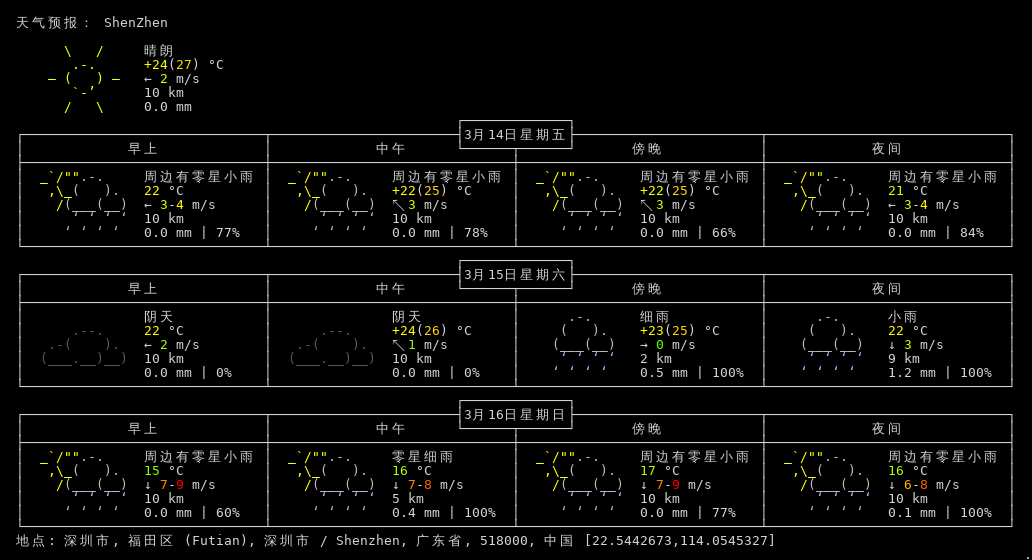 天气预报： ShenZhen
晴朗
+24(27) °C
← 2 m/s
10 km
0.0 mm
3月14日星期五
早上 中午 傍晚 夜间
周边有零星小雨 周边有零星小雨 周边有零星小雨 周边有零星小雨
22 °C +22(25) °C +22(25) °C 21 °C
← 3-4 m/s ↖ 3 m/s ↖ 3 m/s ← 3-4 m/s
10 km 10 km 10 km 10 km
0.0 mm | 77% 0.0 mm | 78% 0.0 mm | 66% 0.0 mm | 84%
3月15日星期六
早上 中午 傍晚 夜间
阴天 阴天 细雨 小雨
22 °C +24(26) °C +23(25) °C 22 °C
← 2 m/s ↖ 1 m/s → 0 m/s ↓ 3 m/s
10 km 10 km 2 km 9 km
0.0 mm | 0% 0.0 mm | 0% 0.5 mm | 100% 1.2 mm | 100%
3月16日星期日
早上 中午 傍晚 夜间
周边有零星小雨 零星细雨 周边有零星小雨 周边有零星小雨
15 °C 16 °C 17 °C 16 °C
↓ 7-9 m/s ↓ 7-8 m/s ↓ 7-9 m/s ↓ 6-8 m/s
10 km 5 km 10 km 10 km
0.0 mm | 60% 0.4 mm | 100% 0.0 mm | 77% 0.1 mm | 100%
地点: 深圳市, 福田区 (Futian), 深圳市 / Shenzhen, 广东省, 518000, 中国 [22.5442673,114.0545327]